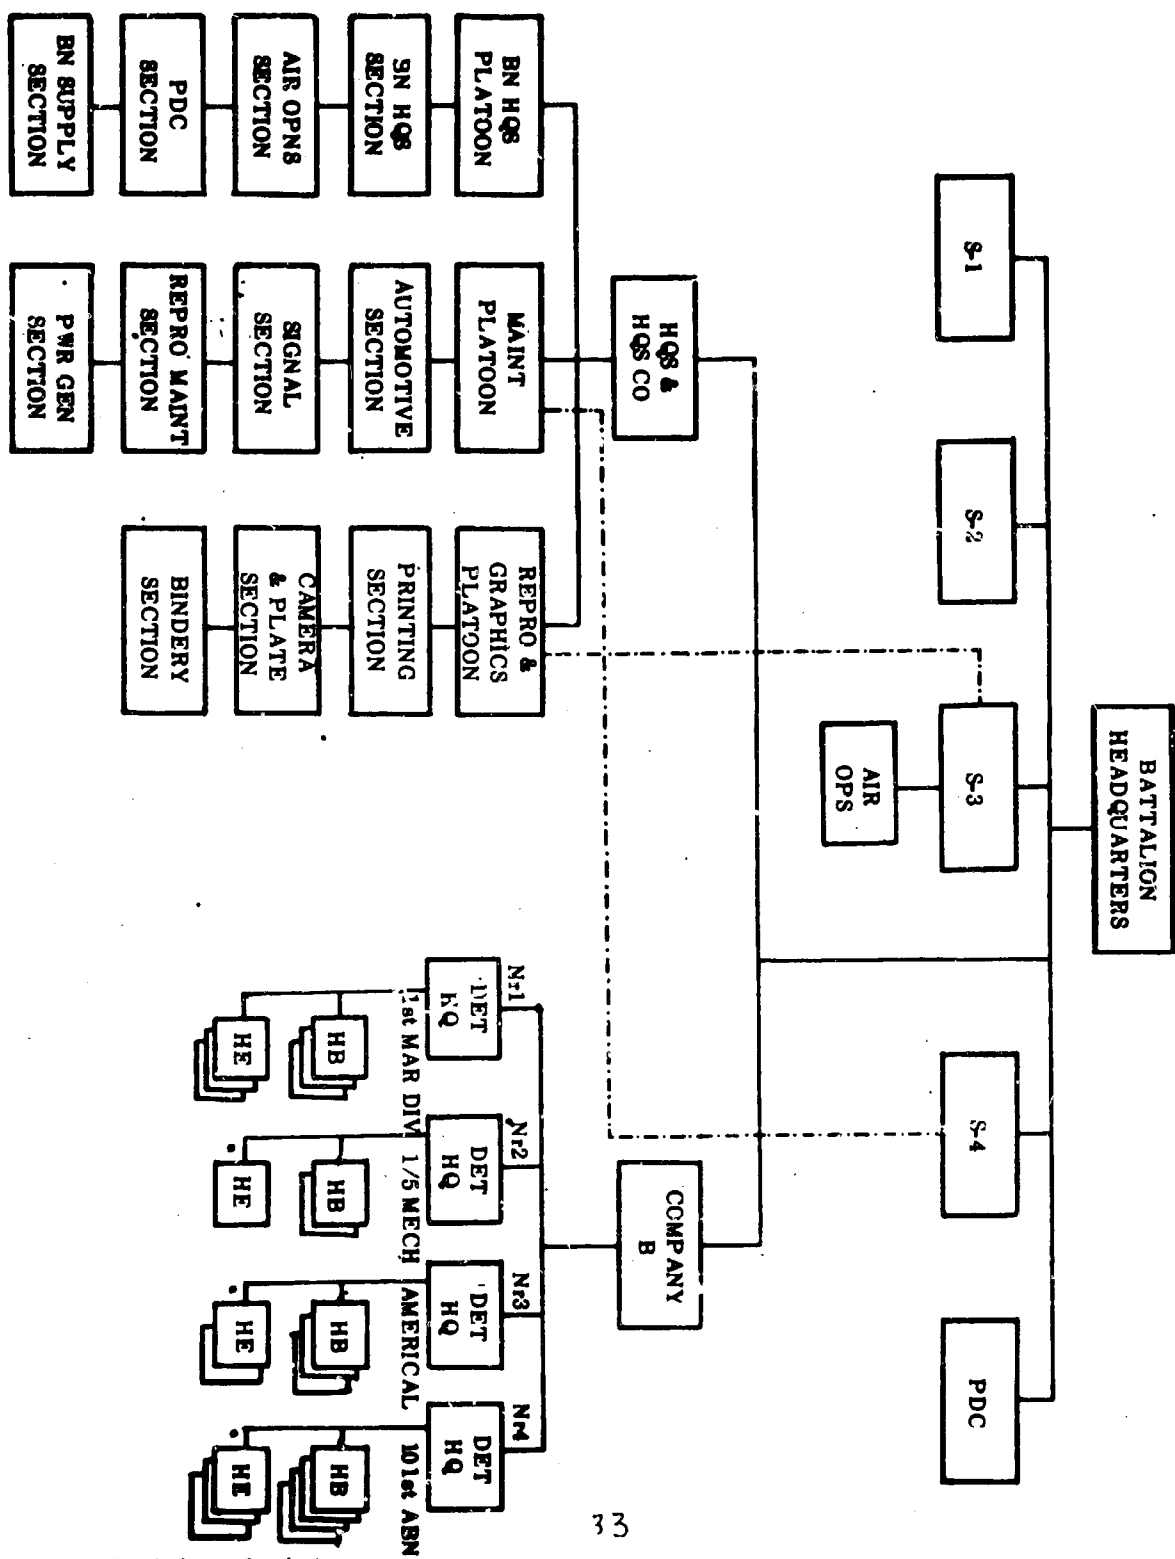 BATTALION
HEADQUARTERS
S-1
S-2
S-3
S-4
PDC
AIR
OPS
HQS &
HQS CO
COMPANY
B
BN HQS
PLATOON
BN HQS
SECTION
AIR OPNS
SECTION
PDC
SECTION
BN SUPPLY
SECTION
MAINT
PLATOON
AUTOMOTIVE
SECTION
SIGNAL
SECTION
REPRO MAINT
SECTION
PWR GEN
SECTION
REPRO &
GRAPHICS
PLATOON
PRINTING
SECTION
CAMERA
& PLATE
SECTION
BINDERY
SECTION
Nr1
DET
HQ
1st MAR DIV
HB
HE
Nr2
DET
HQ
1/5 MECH
HB
HE
Nr3
DET
HQ
AMERICAL
HB
HE
Nr4
DET
HQ
101st ABN
HB
HE
33